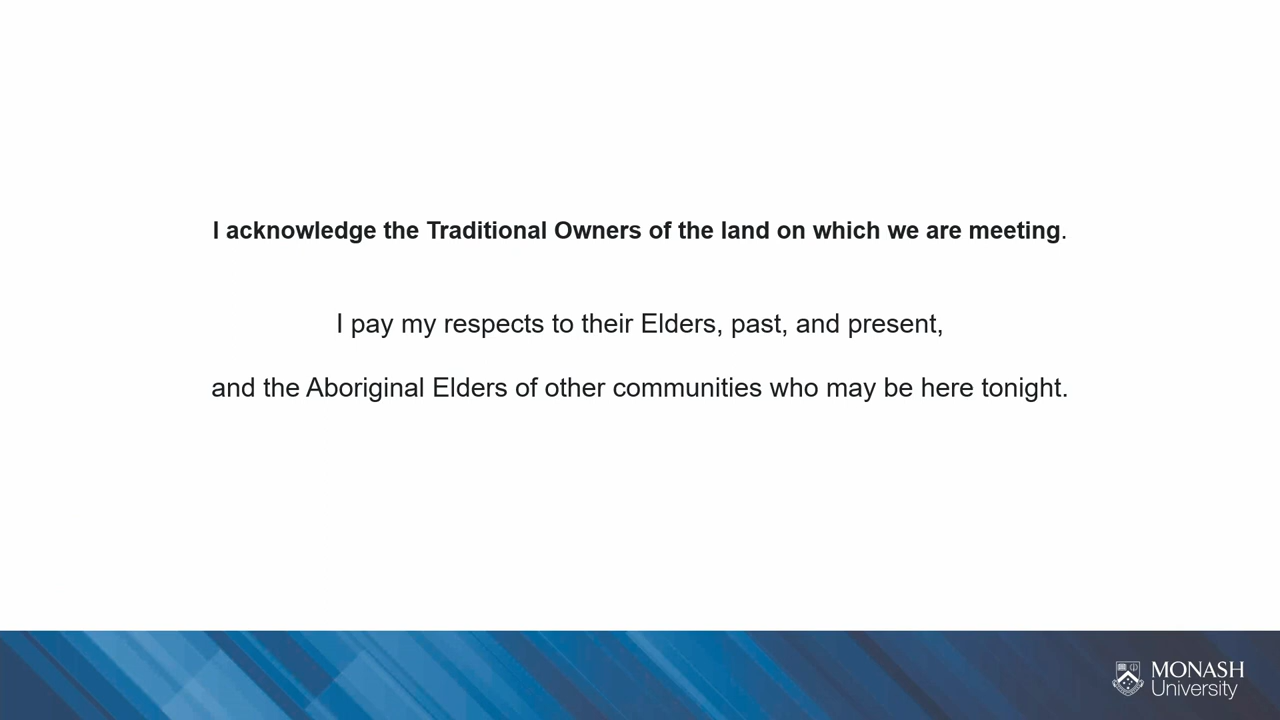 I acknowledge the Traditional Owners of the land on which we are meeting.
I pay my respects to their Elders, past, and present,
and the Aboriginal Elders of other communities who may be here tonight.
MONASH
University